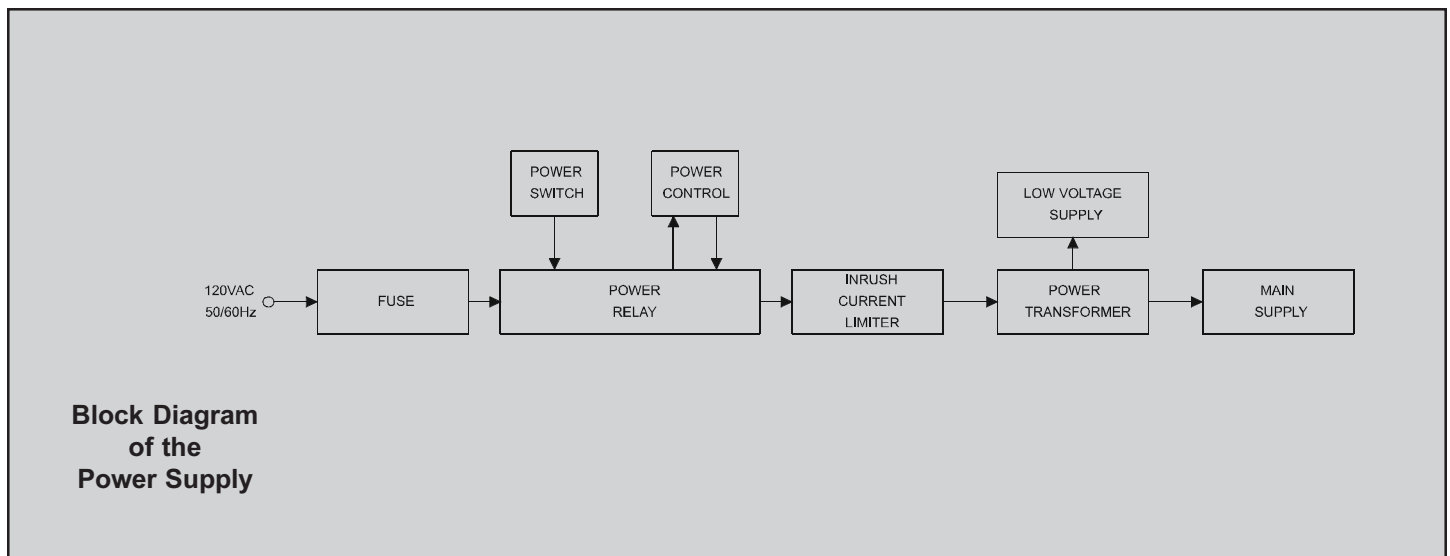 POWER
SWITCH
POWER
CONTROL
LOW VOLTAGE
SUPPLY
120VAC
50/60Hz
FUSE
POWER
RELAY
INRUSH
CURRENT
LIMITER
POWER
TRANSFORMER
MAIN
SUPPLY
Block Diagram
of the
Power Supply